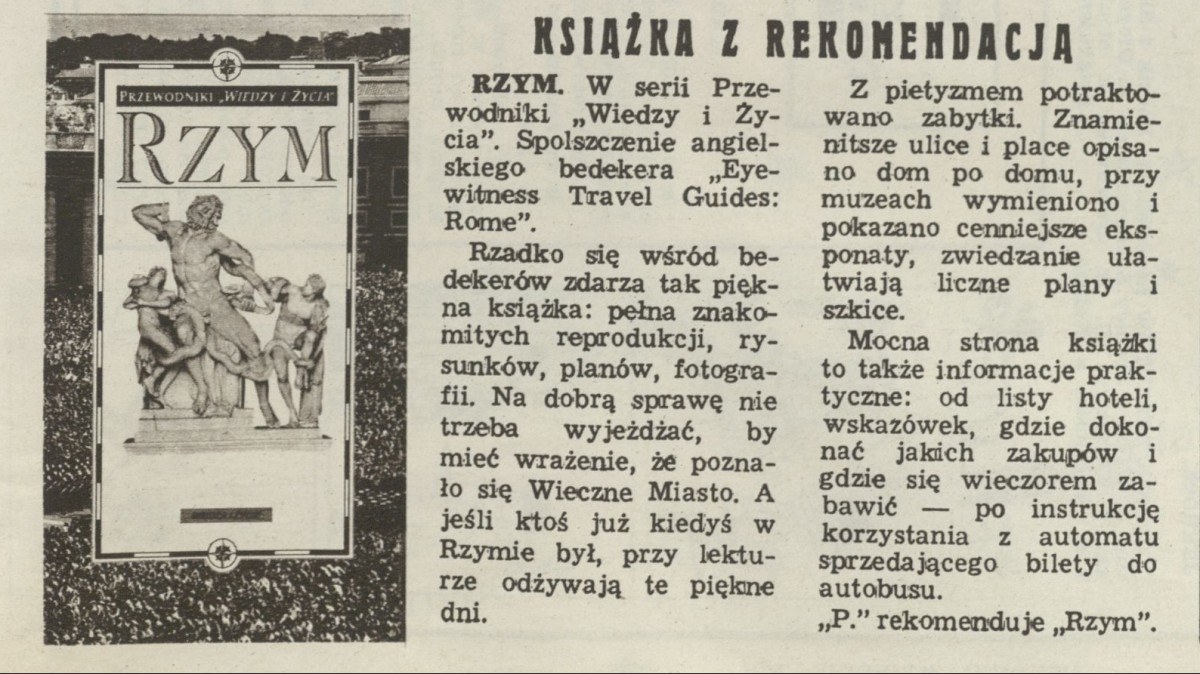 KSIĄŻKA Z REKOMENDACJĄ
PRZEWODNIKI „WIEDZY I ŻYCIA”
RZYM
RZYM. W serii Prze-
wodniki „Wiedzy i Ży-
cia”. Spolszczenie angiel-
skiego bedekera „Eye-
witness Travel Guides:
Rome”.
Rzadko się wśród be-
dekerów zdarza tak pięk-
na książka: pełna znako-
mitych reprodukcji, ry-
sunków, planów, fotogra-
fii. Na dobrą sprawę nie
trzeba wyjeżdżać, by
mieć wrażenie, że pozna-
ło się Wieczne Miasto. A
jeśli ktoś już kiedyś w
Rzymie był, przy lektu-
rze odżywają te piękne
dni.
Z pietyzmem potrakto-
wano zabytki. Znamie-
nitsze ulice i place opisa-
no dom po domu, przy
muzeach wymieniono i
pokazano cenniejsze eks-
ponaty, zwiedzanie uła-
twiają liczne plany i
szkice.
Mocna strona książki
to także informacje prak-
tyczne: od listy hoteli,
wskazówek, gdzie doko-
nać jakich zakupów i
gdzie się wieczorem za-
bawić — po instrukcję
korzystania z automatu
sprzedającego bilety do
autobusu.
„P.” rekomenduje „Rzym”.